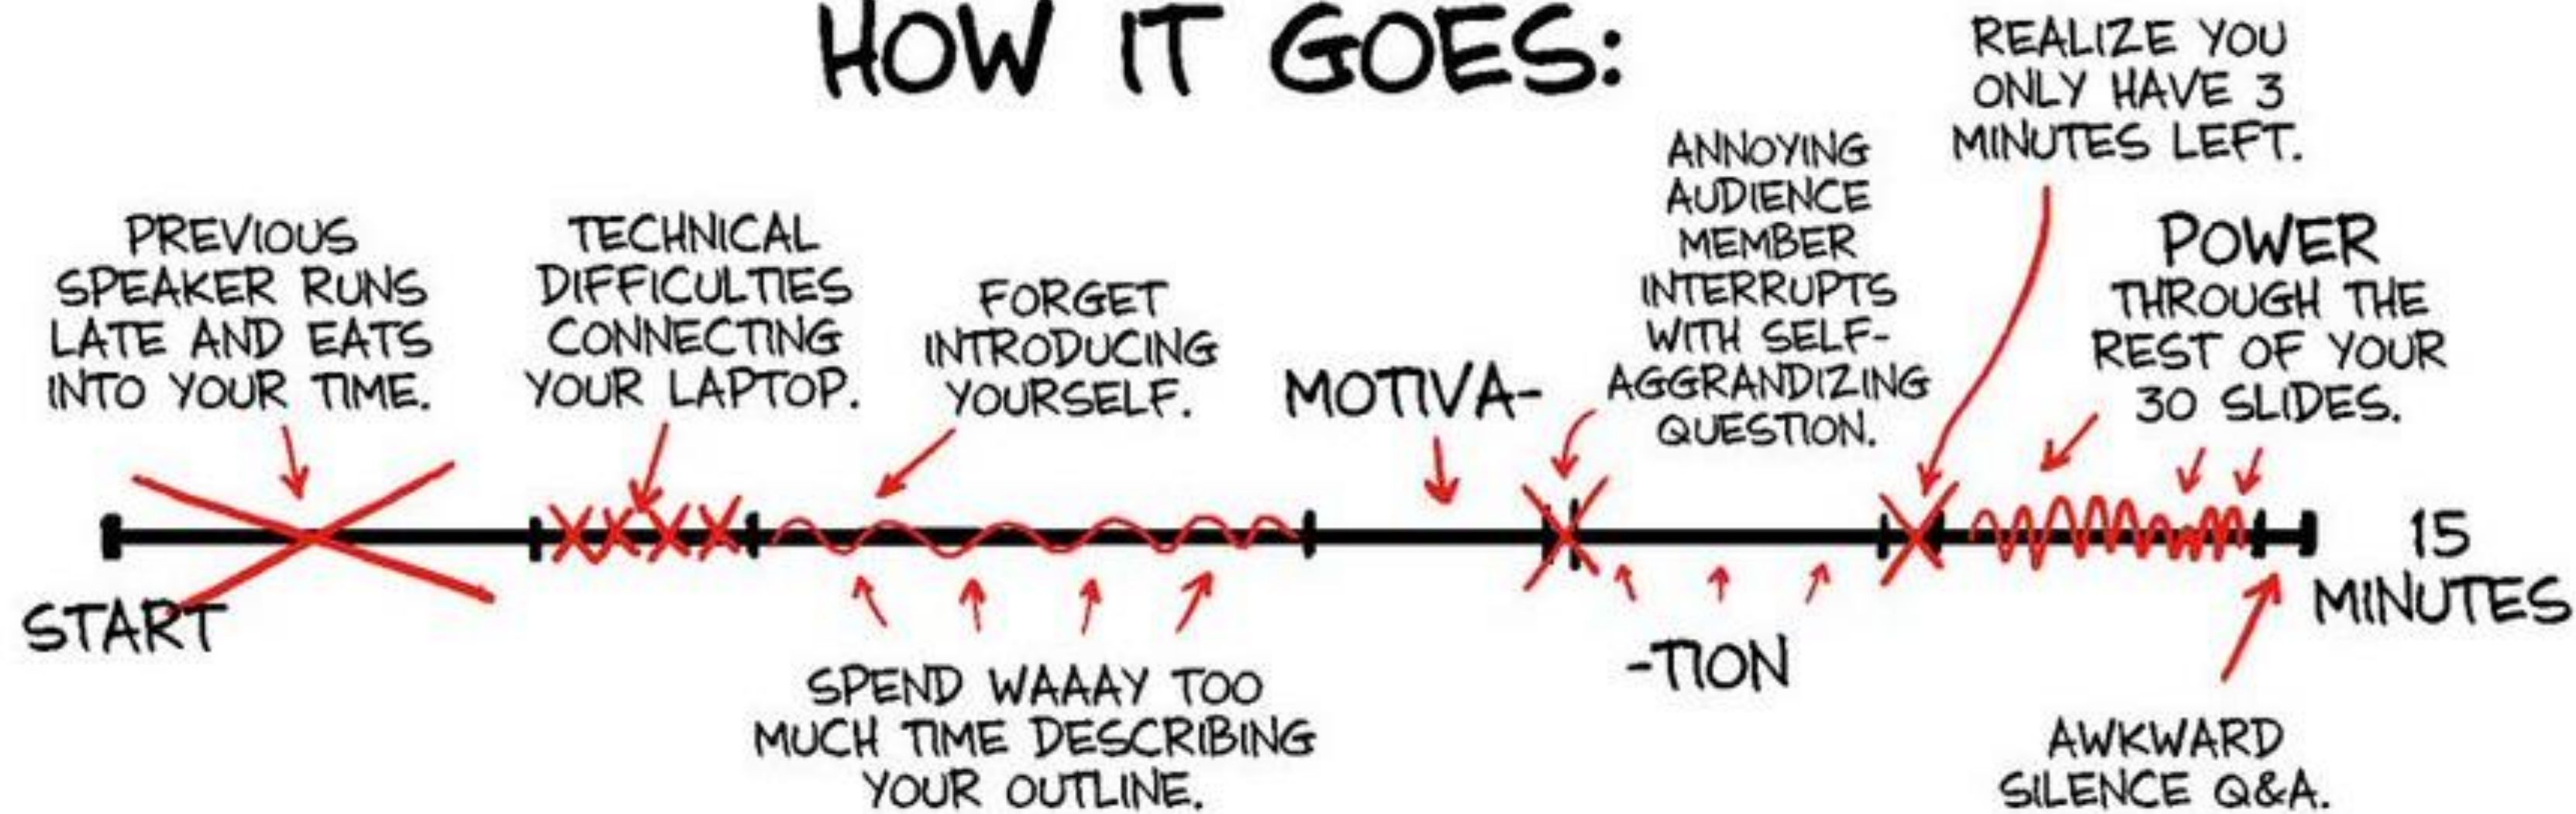 HOW IT GOES:
PREVIOUS
SPEAKER RUNS
LATE AND EATS
INTO YOUR TIME.
TECHNICAL
DIFFICULTIES
CONNECTING
YOUR LAPTOP.
FORGET
INTRODUCING
YOURSELF.
SPEND WAAAY TOO
MUCH TIME DESCRIBING
YOUR OUTLINE.
MOTIVA-
ANNOYING
AUDIENCE
MEMBER
INTERRUPTS
WITH SELF-
AGGRANDIZING
QUESTION.
-TION
REALIZE YOU
ONLY HAVE 3
MINUTES LEFT.
POWER
THROUGH THE
REST OF YOUR
30 SLIDES.
AWKWARD
SILENCE Q&A.
START
15
MINUTES